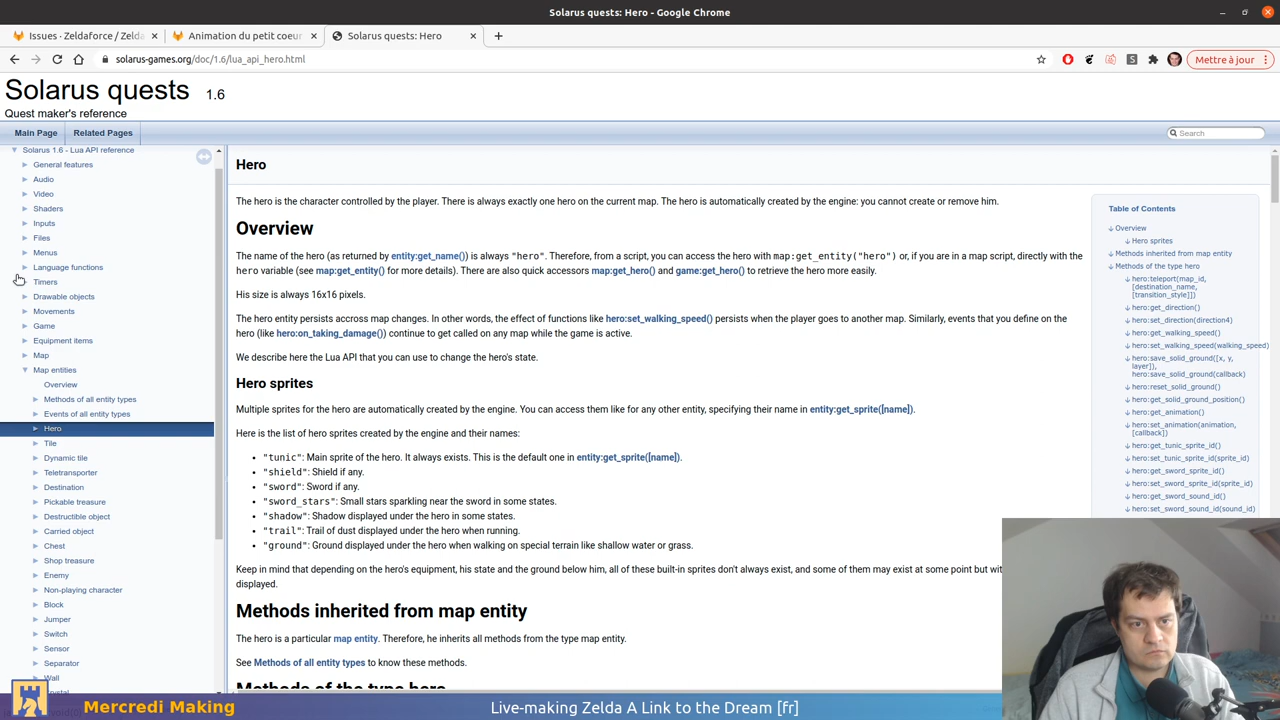 Solarus quests: Hero - Google Chrome
Issues · Zeldaforce / Zelda
Animation du petit coeur
Solarus quests: Hero
solarus-games.org/doc/1.6/lua_api_hero.html
Mettre à jour
Solarus quests 1.6
Quest maker's reference
Main Page
Related Pages
Search
Solarus 1.6 - Lua API reference
General features
Audio
Video
Shaders
Inputs
Files
Menus
Language functions
Timers
Drawable objects
Movements
Game
Equipment items
Map
Map entities
Overview
Methods of all entity types
Events of all entity types
Hero
Tile
Dynamic tile
Teletransporter
Destination
Pickable treasure
Destructible object
Carried object
Chest
Shop treasure
Enemy
Non-playing character
Block
Jumper
Switch
Sensor
Separator
Wall
Hero
The hero is the character controlled by the player. There is always exactly one hero on the current map. The hero is automatically created by the engine: you cannot create or remove him.
Overview
The name of the hero (as returned by entity:get_name()) is always "hero". Therefore, from a script, you can access the hero with map:get_entity("hero") or, if you are in a map script, directly with the
hero variable (see map:get_entity() for more details). There are also quick accessors map:get_hero() and game:get_hero() to retrieve the hero more easily.
His size is always 16x16 pixels.
The hero entity persists accross map changes. In other words, the effect of functions like hero:set_walking_speed() persists when the player goes to another map. Similarly, events that you define on the
hero (like hero:on_taking_damage()) continue to get called on any map while the game is active.
We describe here the Lua API that you can use to change the hero's state.
Hero sprites
Multiple sprites for the hero are automatically created by the engine. You can access them like for any other entity, specifying their name in entity:get_sprite([name]).
Here is the list of hero sprites created by the engine and their names:
• "tunic": Main sprite of the hero. It always exists. This is the default one in entity:get_sprite([name]).
• "shield": Shield if any.
• "sword": Sword if any.
• "sword_stars": Small stars sparkling near the sword in some states.
• "shadow": Shadow displayed under the hero in some states.
• "trail": Trail of dust displayed under the hero when running.
• "ground": Ground displayed under the hero when walking on special terrain like shallow water or grass.
Keep in mind that depending on the hero's equipment, his state and the ground below him, all of these built-in sprites don't always exist, and some of them may exist at some point but
displayed.
Methods inherited from map entity
The hero is a particular map entity. Therefore, he inherits all methods from the type map entity.
See Methods of all entity types to know these methods.
Methods of the type hero
Table of Contents
↓ Overview
↓ Hero sprites
↓ Methods inherited from map entity
↓ Methods of the type hero
↓ hero:teleport(map_id,
[destination_name,
[transition_style]])
↓ hero:get_direction()
↓ hero:set_direction(direction4)
↓ hero:get_walking_speed()
↓ hero:set_walking_speed(walking_speed)
↓ hero:save_solid_ground([x, y,
layer]),
hero:save_solid_ground(callback)
↓ hero:reset_solid_ground()
↓ hero:get_solid_ground_position()
↓ hero:get_animation()
↓ hero:set_animation(animation,
[callback])
↓ hero:get_tunic_sprite_id()
↓ hero:set_tunic_sprite_id(sprite_id)
↓ hero:get_sword_sprite_id()
↓ hero:set_sword_sprite_id(sprite_id)
↓ hero:get_sword_sound_id()
↓ hero:set_sword_sound_id(sound_id)
Mercredi Making
Live-making Zelda A Link to the Dream [fr]